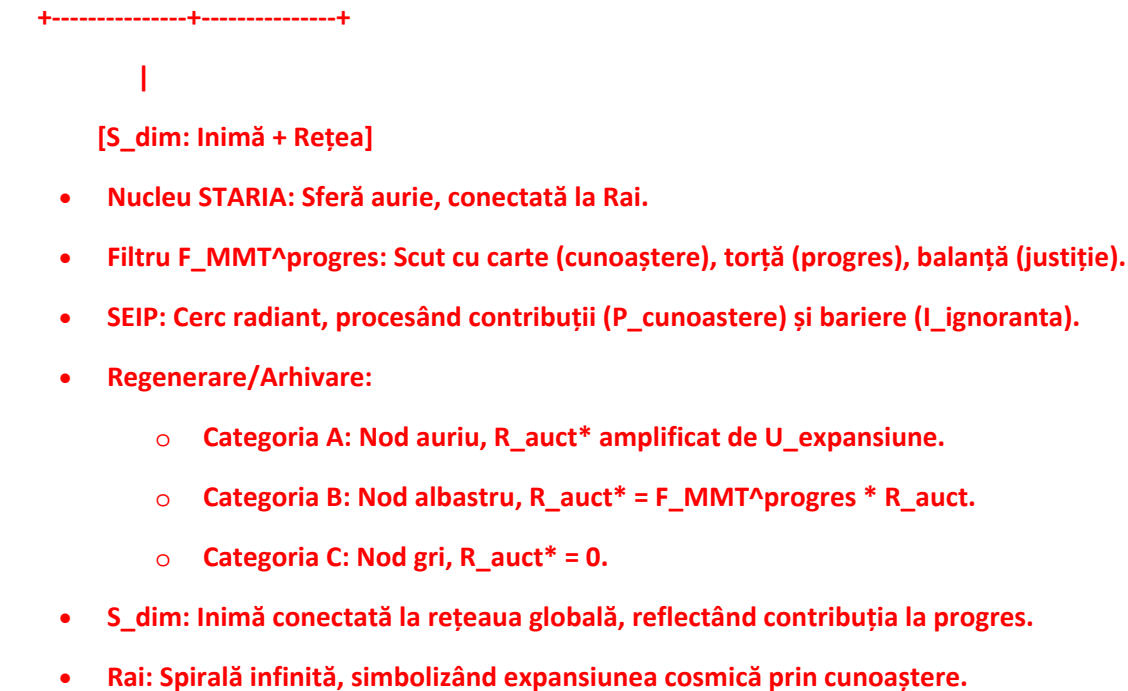 +---------------+---------------+
|
[S_dim: Inimă + Rețea]
• Nucleu STARIA: Sferă aurie, conectată la Rai.
• Filtru F_MMT^progres: Scut cu carte (cunoaștere), torță (progres), balanță (justiție).
• SEIP: Cerc radiant, procesând contribuții (P_cunoastere) și bariere (I_ignoranta).
• Regenerare/Arhivare:
o Categoria A: Nod auriu, R_auct* amplificat de U_expansiune.
o Categoria B: Nod albastru, R_auct* = F_MMT^progres * R_auct.
o Categoria C: Nod gri, R_auct* = 0.
• S_dim: Inimă conectată la rețeaua globală, reflectând contribuția la progres.
• Rai: Spirală infinită, simbolizând expansiunea cosmică prin cunoaștere.